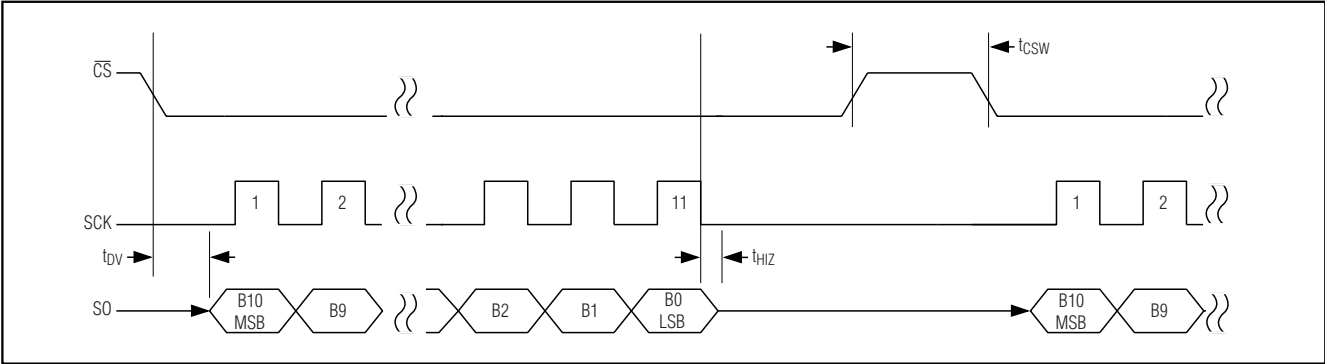 tCSW
CS
1 2 11 1 2
SCK
tDV tHIZ
B10 B0 B10
SO B9 B2 B1 B9
MSB LSB MSB